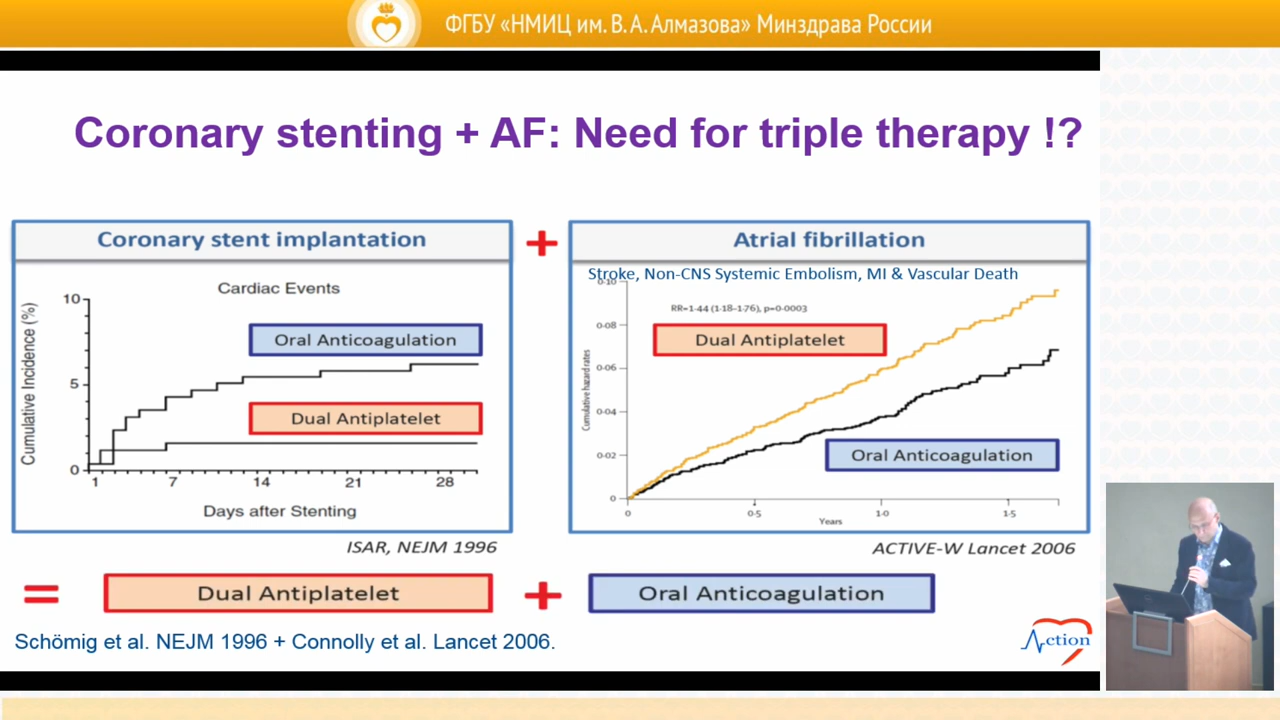 ФГБУ «НМИЦ им. В. А. Алмазова» Минздрава России
Coronary stenting + AF: Need for triple therapy !?
Coronary stent implantation
+
Atrial fibrillation
Cardiac Events
Cumulative Incidence (%)
10
5
0
Oral Anticoagulation
Dual Antiplatelet
1 7 14 21 28
Days after Stenting
ISAR, NEJM 1996
Stroke, Non-CNS Systemic Embolism, MI & Vascular Death
RR=1·44 (1·18–1·76), p=0·0003
Cumulative hazard rates
0·10
0·08
0·06
0·04
0·02
0
Dual Antiplatelet
Oral Anticoagulation
0 0·5 1·0 1·5
Years
ACTIVE-W Lancet 2006
= Dual Antiplatelet + Oral Anticoagulation
Schömig et al. NEJM 1996 + Connolly et al. Lancet 2006.
Action